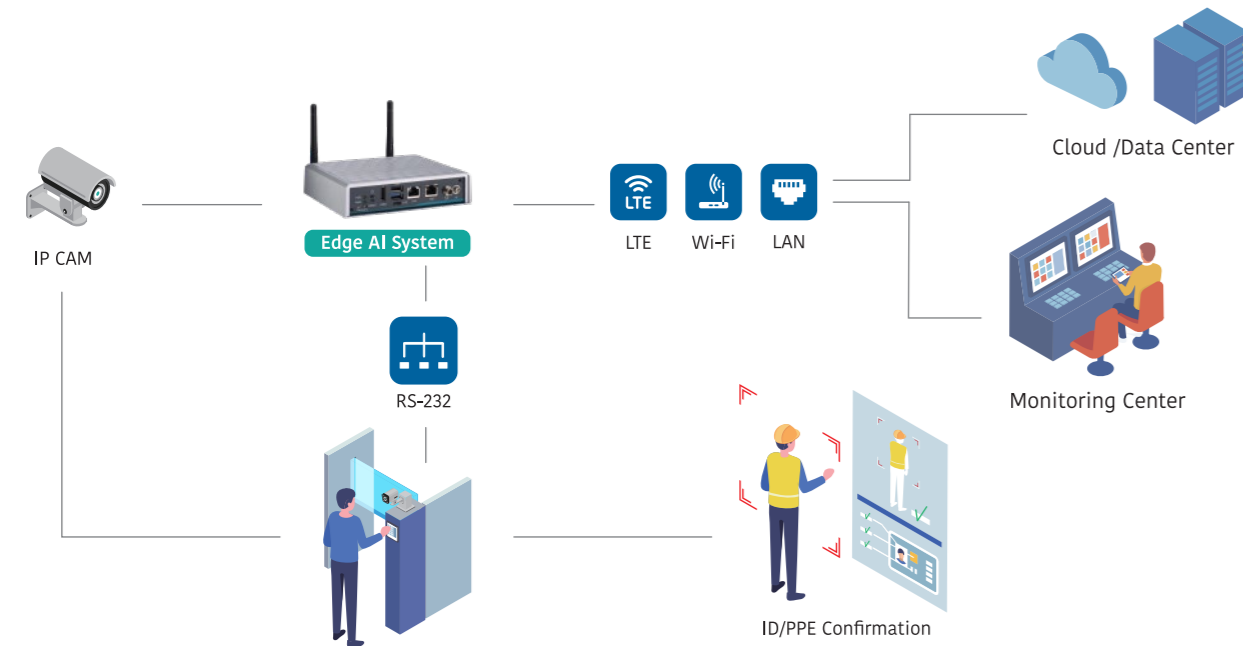 Cloud /Data Center
LTE
Edge AI System
LTE
Wi-Fi
LAN
IP CAM
RS-232
Monitoring Center
ID/PPE Confirmation